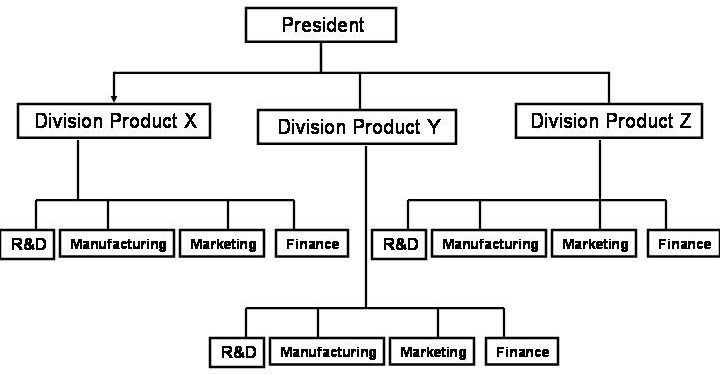 President
Division Product X
Division Product Y
Division Product Z
R&D
Manufacturing
Marketing
Finance
R&D
Manufacturing
Marketing
Finance
R&D
Manufacturing
Marketing
Finance